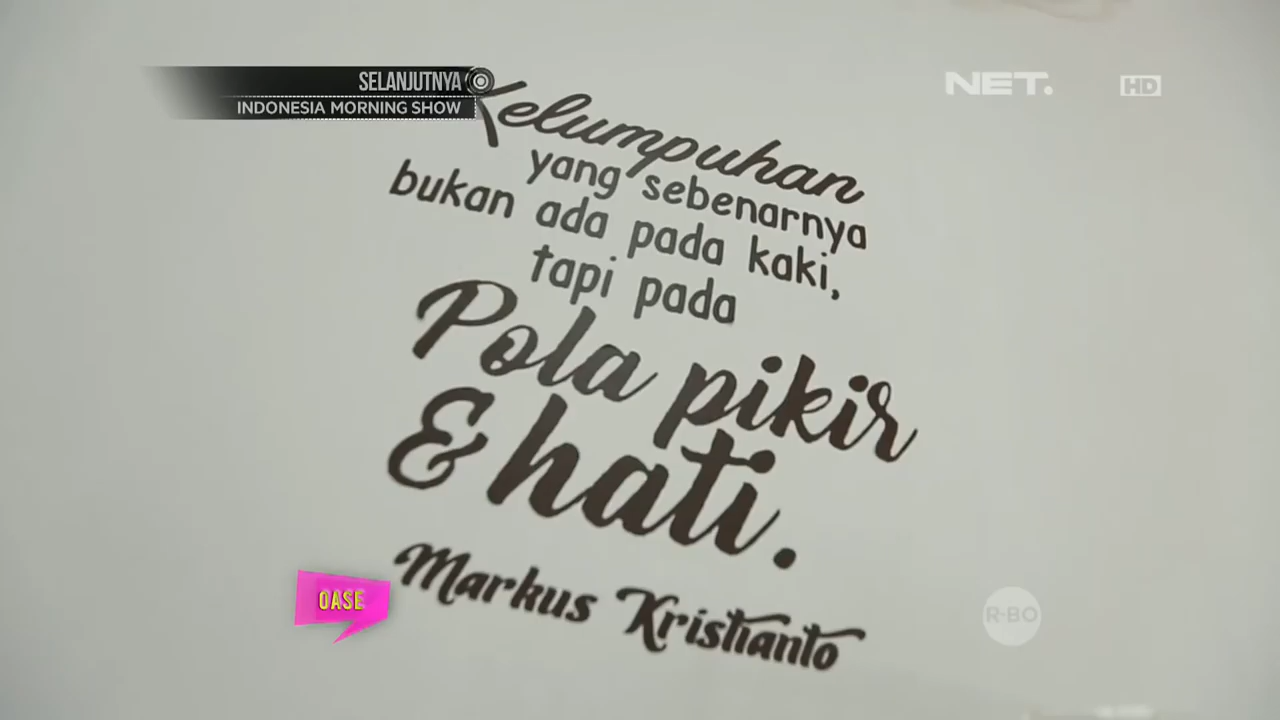 SELANJUTNYA
INDONESIA MORNING SHOW
NET.
HD
Kelumpuhan
yang sebenarnya
bukan ada pada kaki,
tapi pada
Pola pikir
& hati.
Markus Kristianto
OASE
R-BO